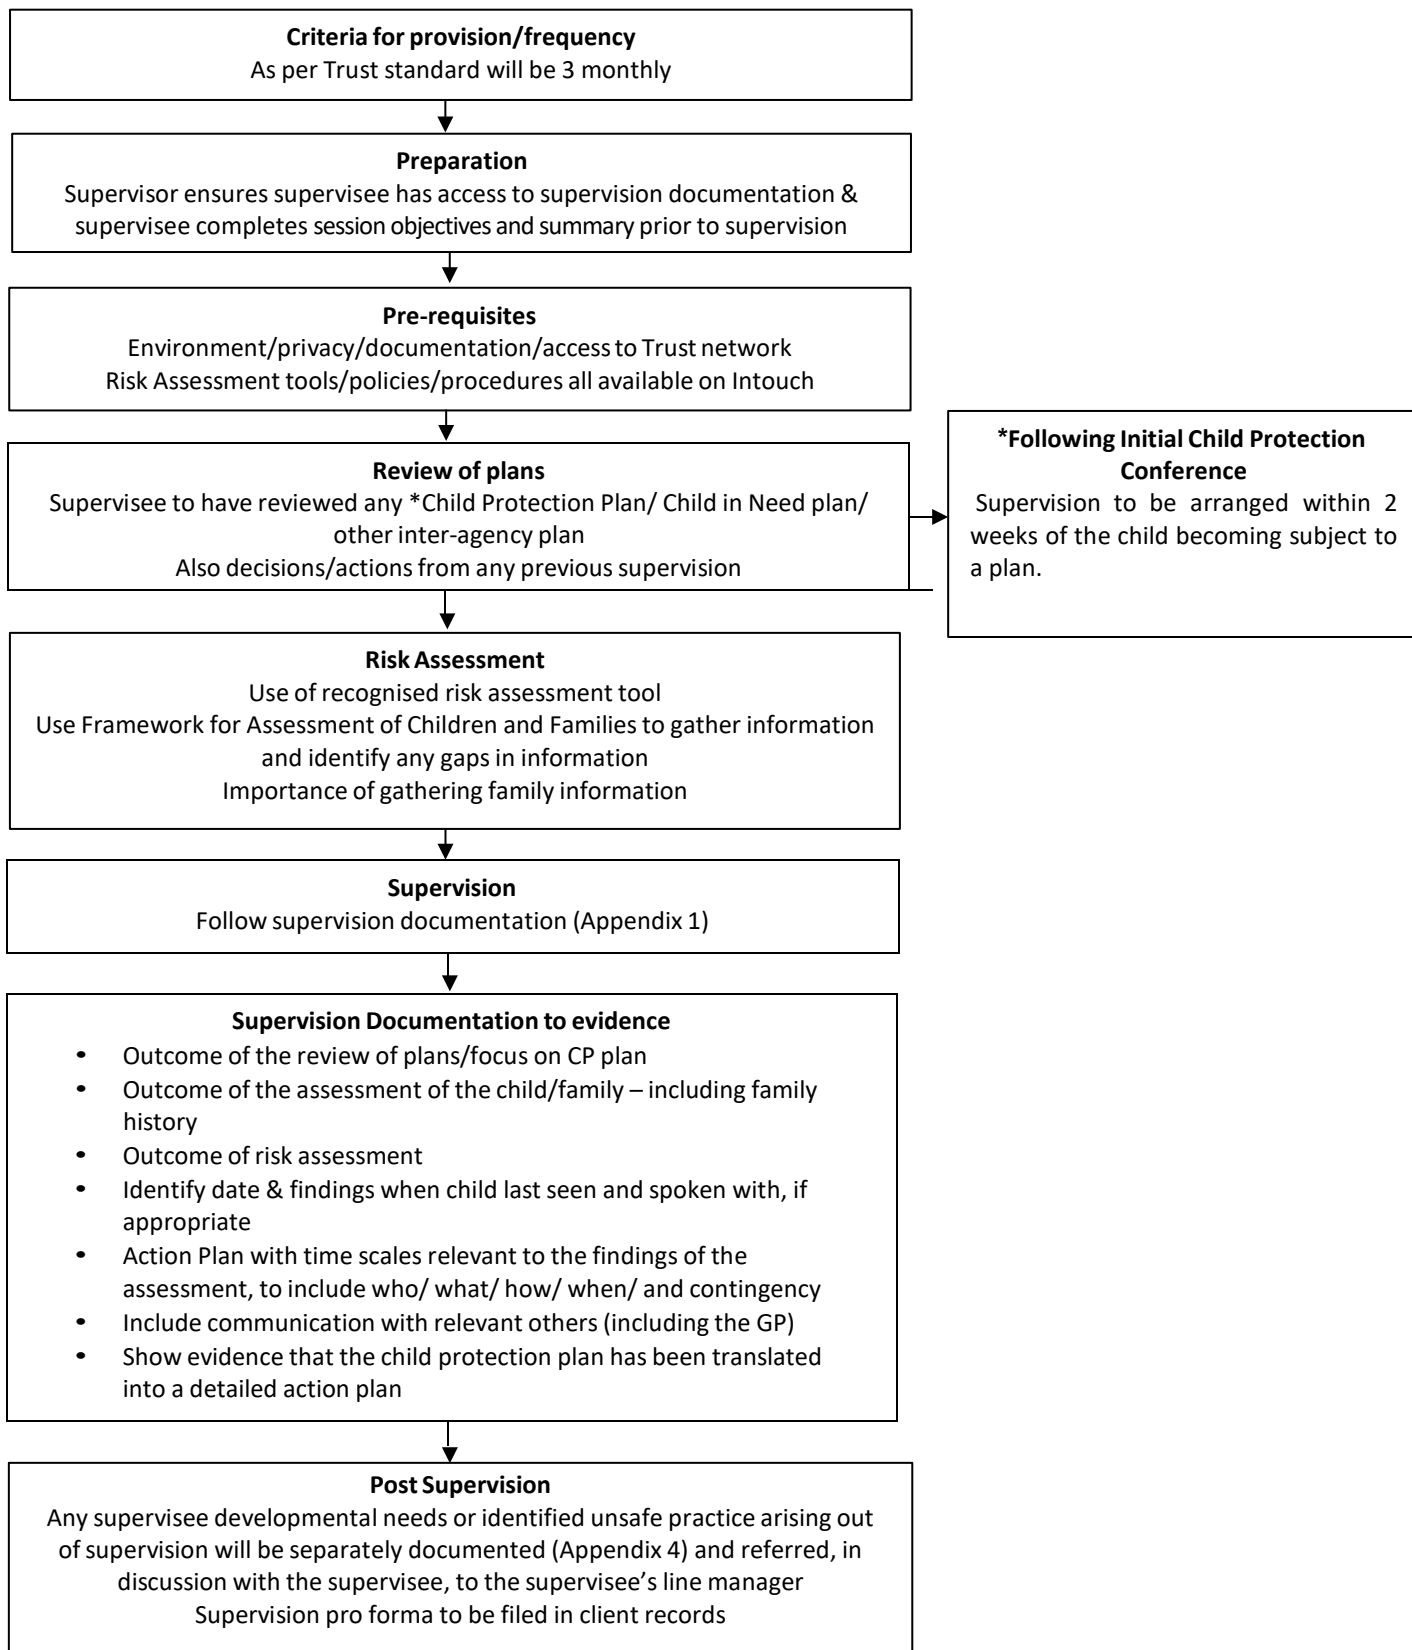 Criteria for provision/frequency
As per Trust standard will be 3 monthly
Preparation
Supervisor ensures supervisee has access to supervision documentation &
supervisee completes session objectives and summary prior to supervision
Pre-requisites
Environment/privacy/documentation/access to Trust network
Risk Assessment tools/policies/procedures all available on Intouch
Review of plans
Supervisee to have reviewed any *Child Protection Plan/ Child in Need plan/
other inter-agency plan
Also decisions/actions from any previous supervision
*Following Initial Child Protection
Conference
Supervision to be arranged within 2
weeks of the child becoming subject to
a plan.
Risk Assessment
Use of recognised risk assessment tool
Use Framework for Assessment of Children and Families to gather information
and identify any gaps in information
Importance of gathering family information
Supervision
Follow supervision documentation (Appendix 1)
Supervision Documentation to evidence
• Outcome of the review of plans/focus on CP plan
• Outcome of the assessment of the child/family – including family
history
• Outcome of risk assessment
• Identify date & findings when child last seen and spoken with, if
appropriate
• Action Plan with time scales relevant to the findings of the
assessment, to include who/ what/ how/ when/ and contingency
• Include communication with relevant others (including the GP)
• Show evidence that the child protection plan has been translated
into a detailed action plan
Post Supervision
Any supervisee developmental needs or identified unsafe practice arising out
of supervision will be separately documented (Appendix 4) and referred, in
discussion with the supervisee, to the supervisee’s line manager
Supervision pro forma to be filed in client records